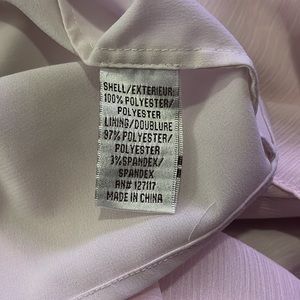 SHELL/EXTERIEUR:
100% POLYESTER/
POLYESTER
LINING/DOUBLURE
97% POLYESTER/
POLYESTER
3%SPANDEX/
SPANDEX
RN# 127117
MADE IN CHINA